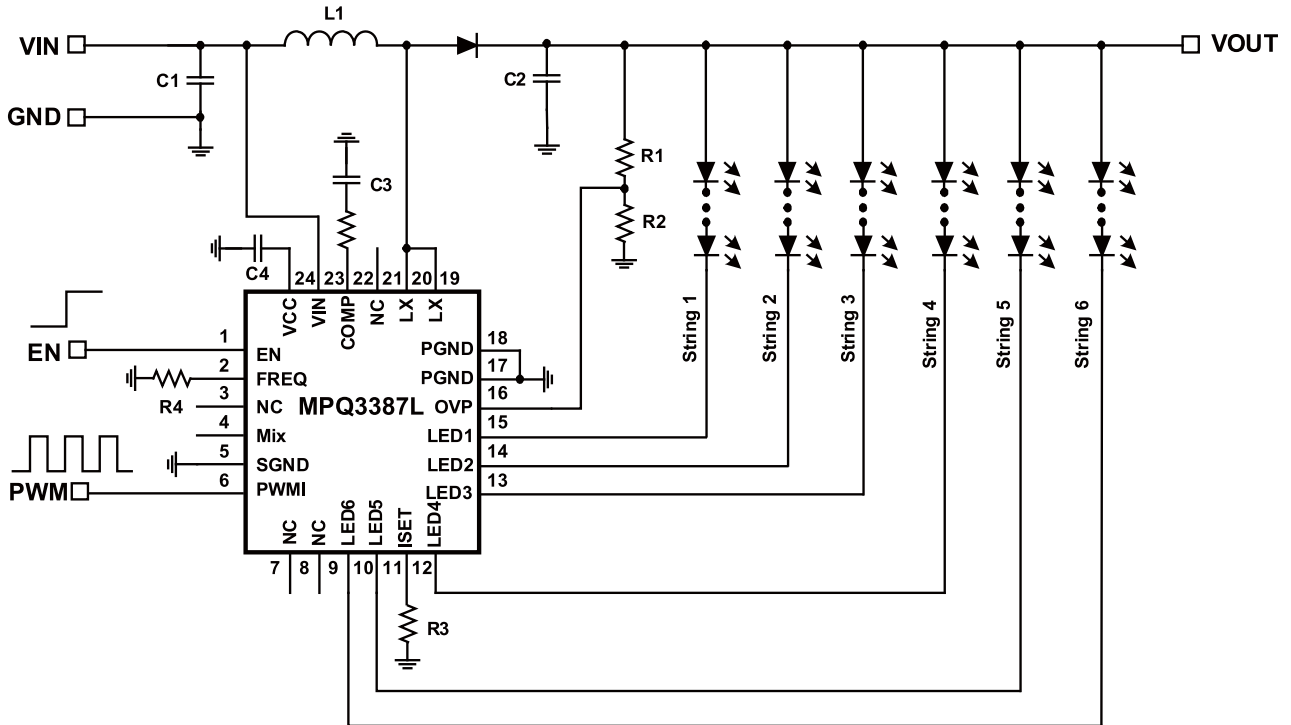 L1
VIN
VOUT
C1
C2
GND
R1
C3
R2
C4
24 23 22 21 20 19
VCC
VIN
COMP
NC
LX
LX
String 1
String 2
String 3
String 4
String 5
String 6
EN
1
EN
2
FREQ
R4
3
NC
4
Mix
5
SGND
6
PWMI
PWM
MPQ3387L
18
PGND
17
PGND
16
OVP
15
LED1
14
LED2
13
LED3
NC
NC
LED6
LED5
ISET
LED4
7 8 9 10 11 12
R3